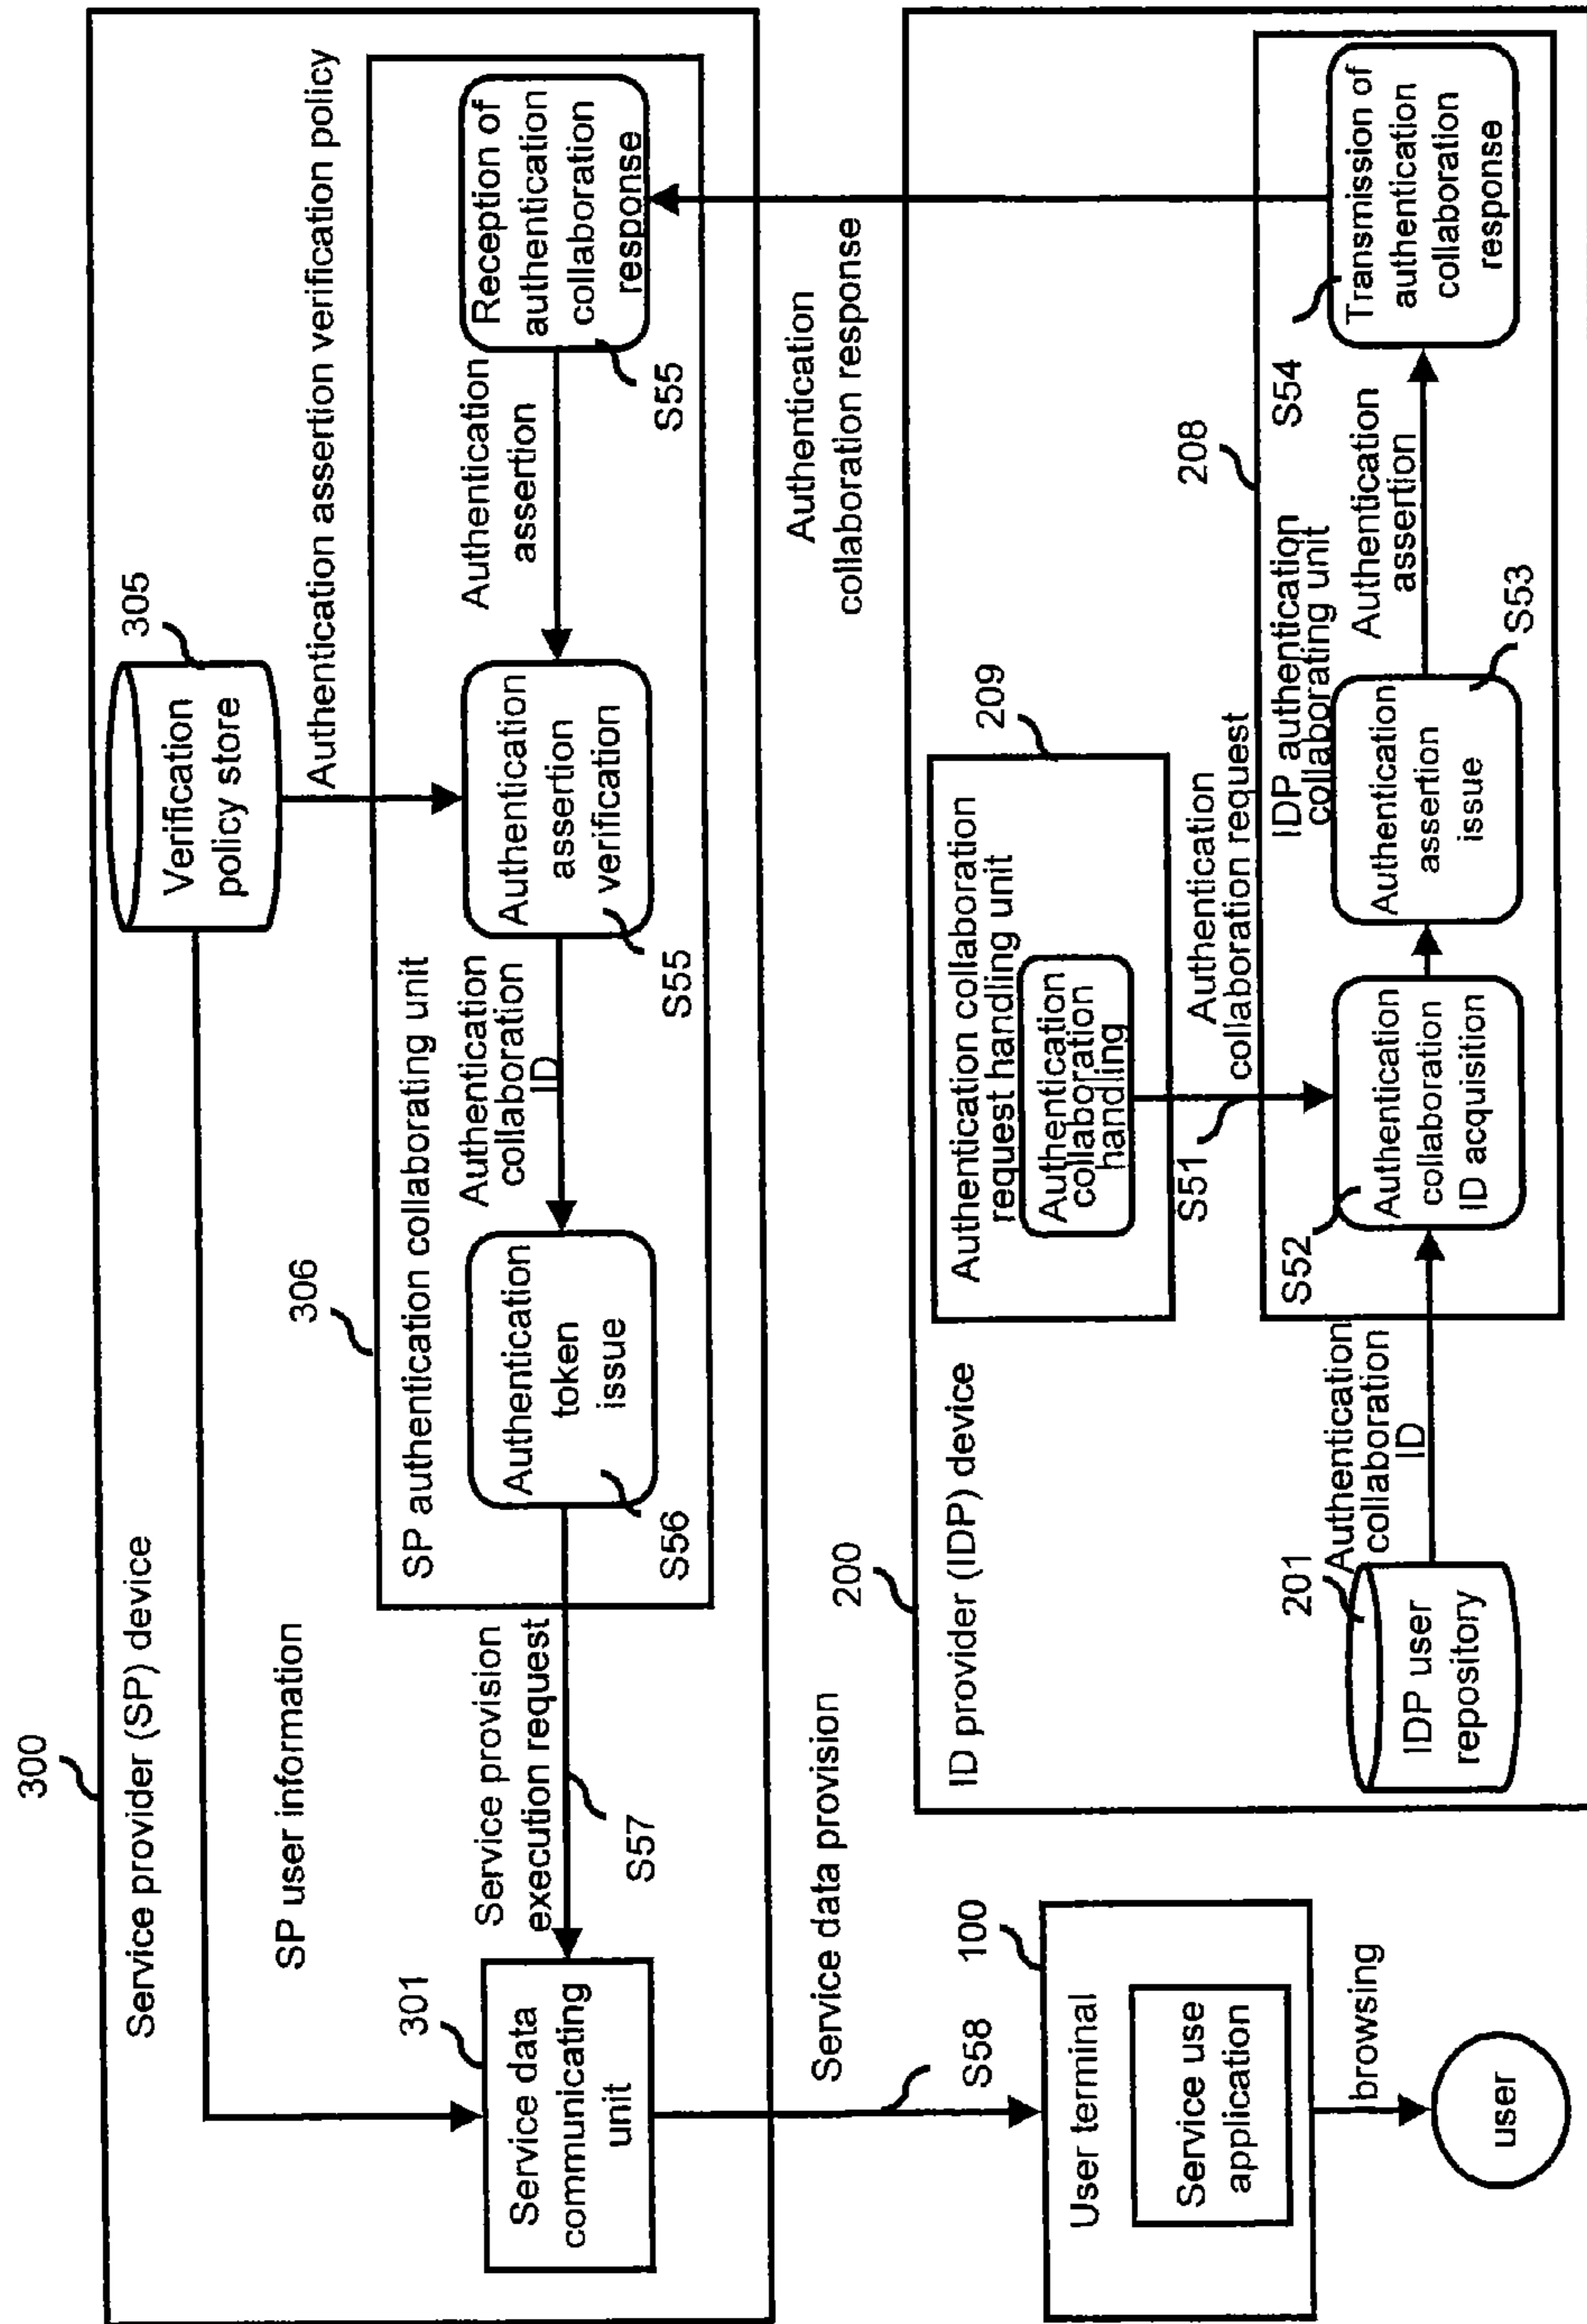 300
Service provider (SP) device
305
Verification
policy store
SP user information
Authentication assertion verification policy
306
SP authentication collaborating unit
301
Service data
communicating
unit
Service provision
execution request
S57
Authentication
token
issue
S56
Authentication
collaboration
ID
Authentication
assertion
verification
S55
Authentication
assertion
Reception of
authentication
collaboration
response
S55
Service data provision
S58
Authentication
collaboration response
100
User terminal
Service use
application
browsing
user
200
ID provider (IDP) device
209
Authentication collaboration
request handling unit
Authentication
collaboration
handling
S51
Authentication
collaboration request
208
IDP authentication
collaborating unit
201
IDP user
repository
Authentication
collaboration
ID
S52
Authentication
collaboration
ID acquisition
Authentication
assertion
issue
S53
Authentication
assertion
S54
Transmission of
authentication
collaboration
response